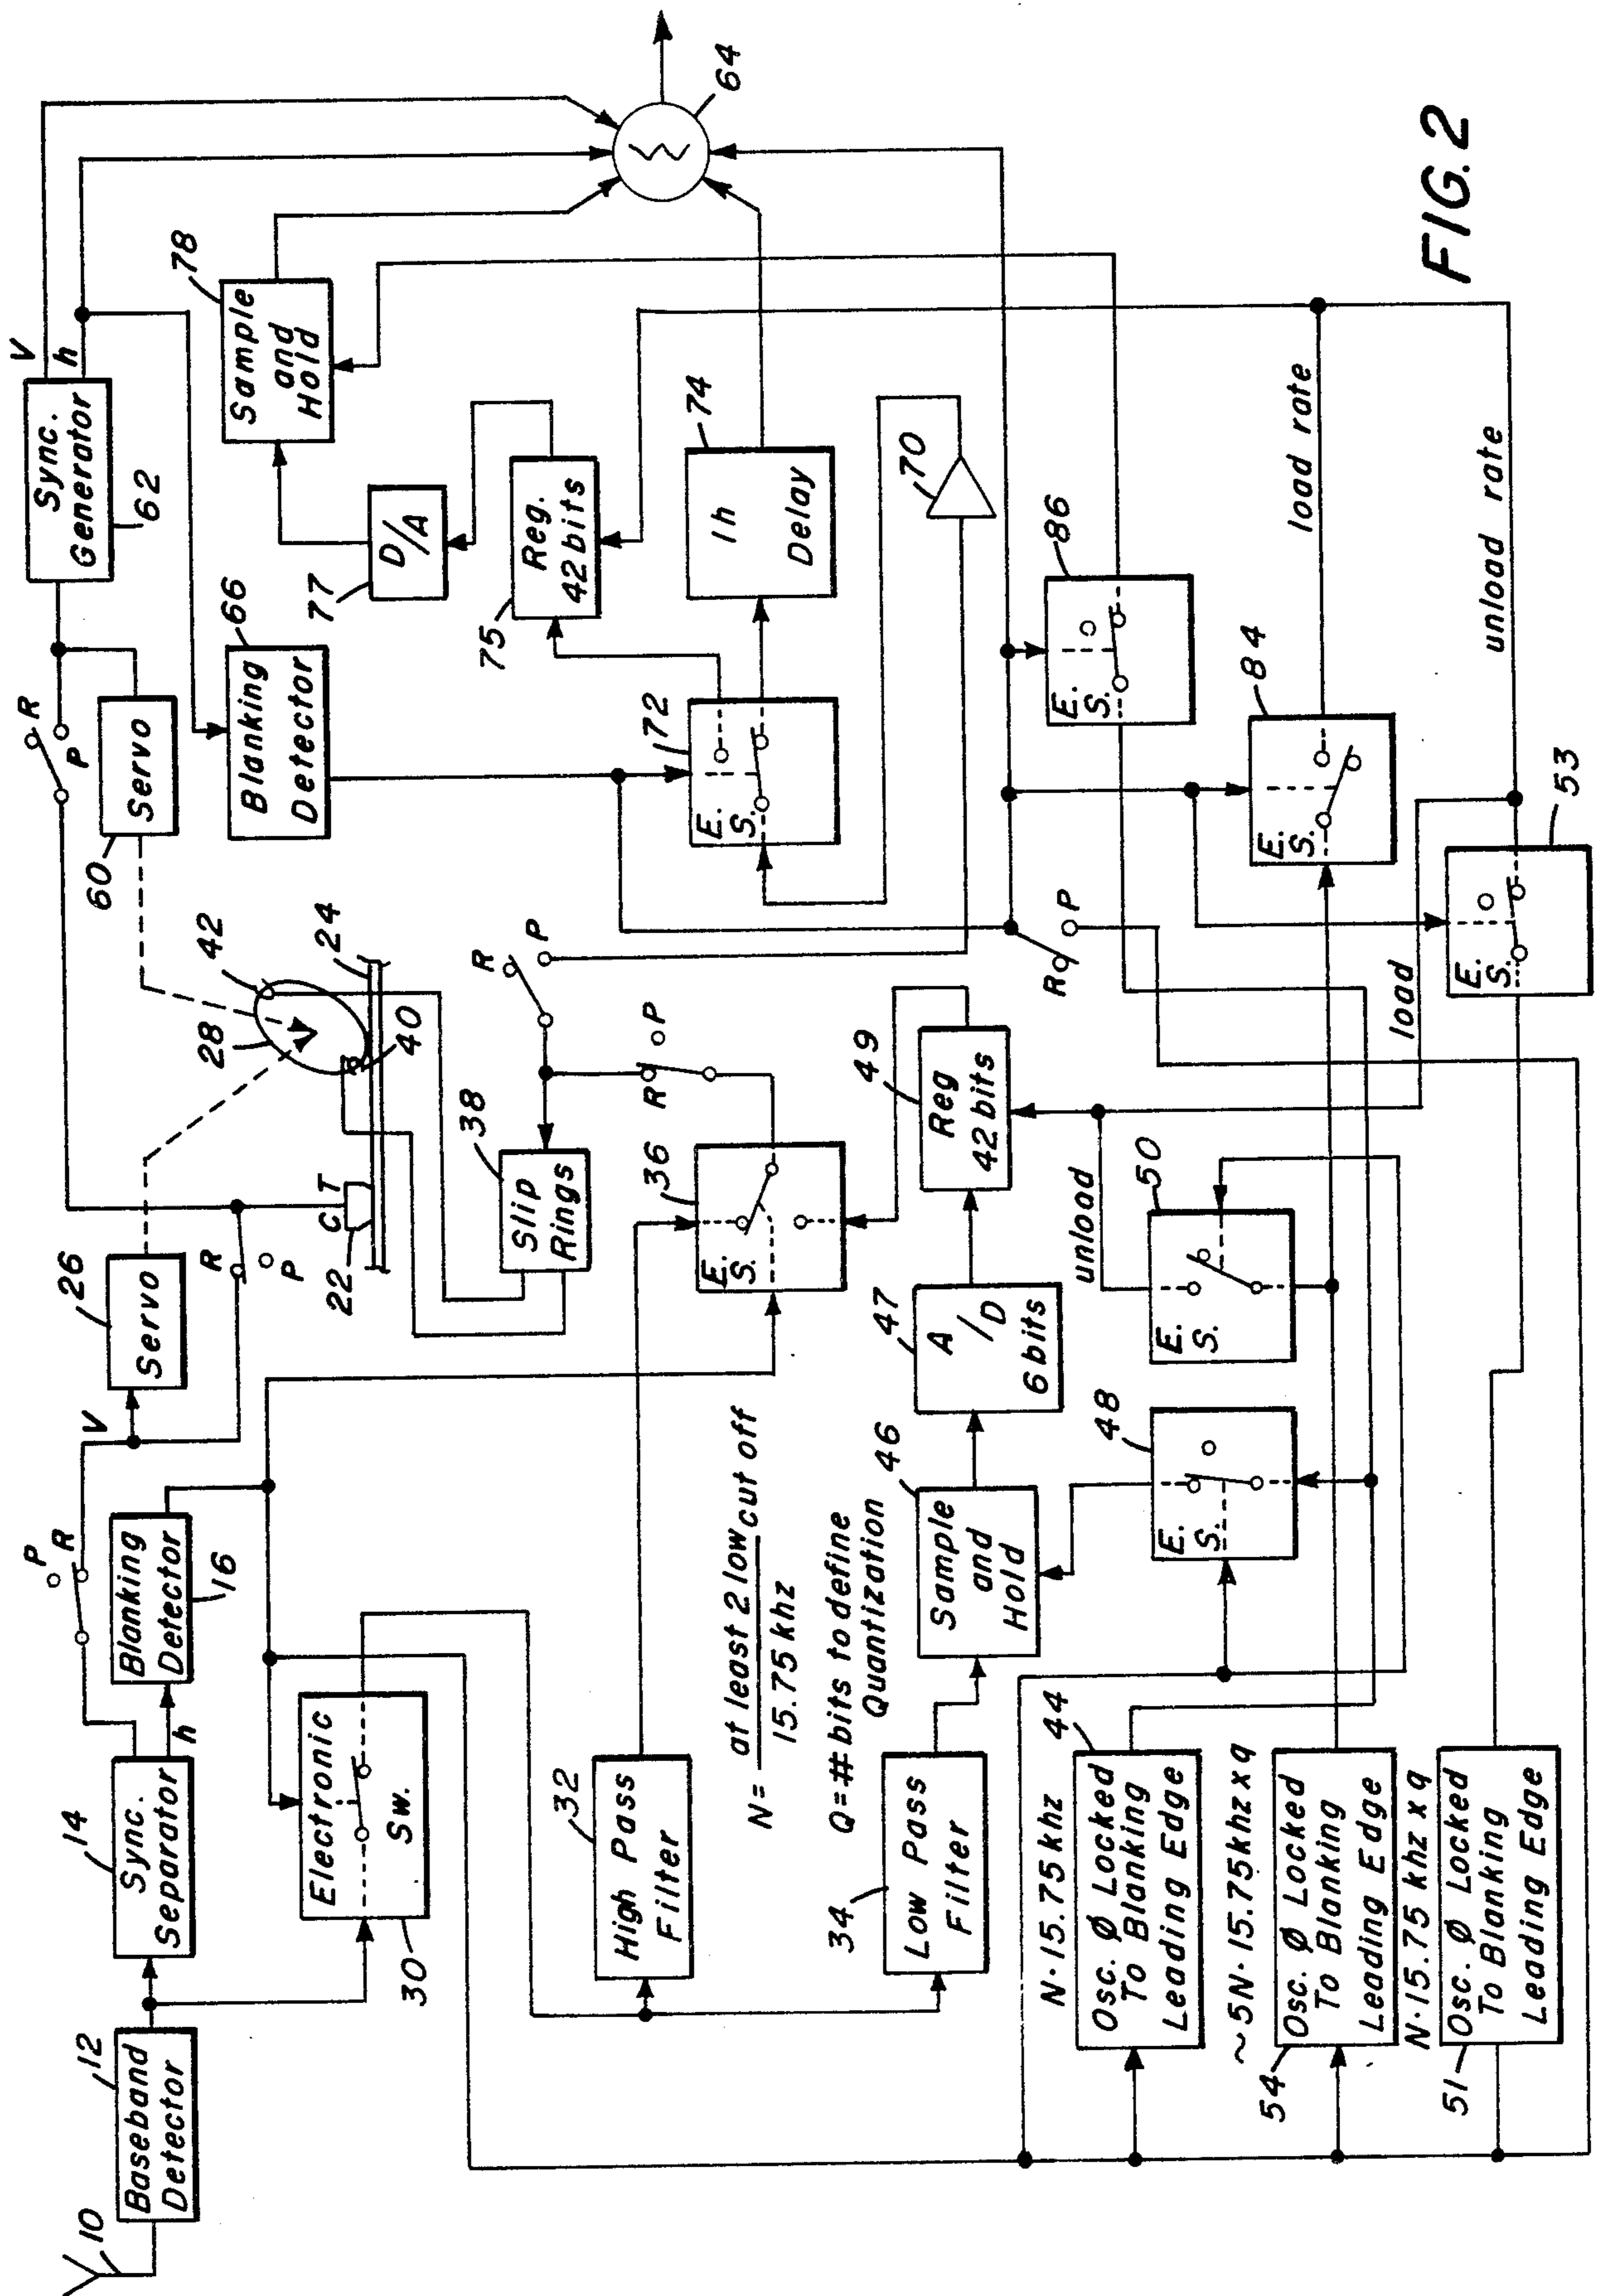 10
12
Baseband
Detector
14
Sync.
Separator
h
Blanking
Detector
16
P
R
V
26
Servo
R
P
C T
22
24
28
42
40
60
Servo
R
P
Sync.
Generator
62
V
h
66
Blanking
Detector
78
Sample
and
Hold
77
D/A
75
Reg.
42 bits
74
1h
Delay
72
E.
S.
70
64
Σ
Electronic
Sw.
30
32
High Pass
Filter
34
Low Pass
Filter
N = at least 2 low cut off
15.75 khz
Q = # bits to define
Quantization
38
Slip
Rings
R
P
R
P
36
E.
S.
46
Sample
and
Hold
47
A
/D
6 bits
49
Reg
42 bits
R
P
48
E.
S.
50
E.
S.
unload
load
86
E.
S.
84
E.
S.
load rate
53
E.
S.
unload rate
N·15.75 khz
44
Osc. Ø Locked
To Blanking
Leading Edge
~5N·15.75khz x q
54
Osc. Ø Locked
To Blanking
Leading Edge
N·15.75 khz x q
51
Osc. Ø Locked
To Blanking
Leading Edge
FIG. 2